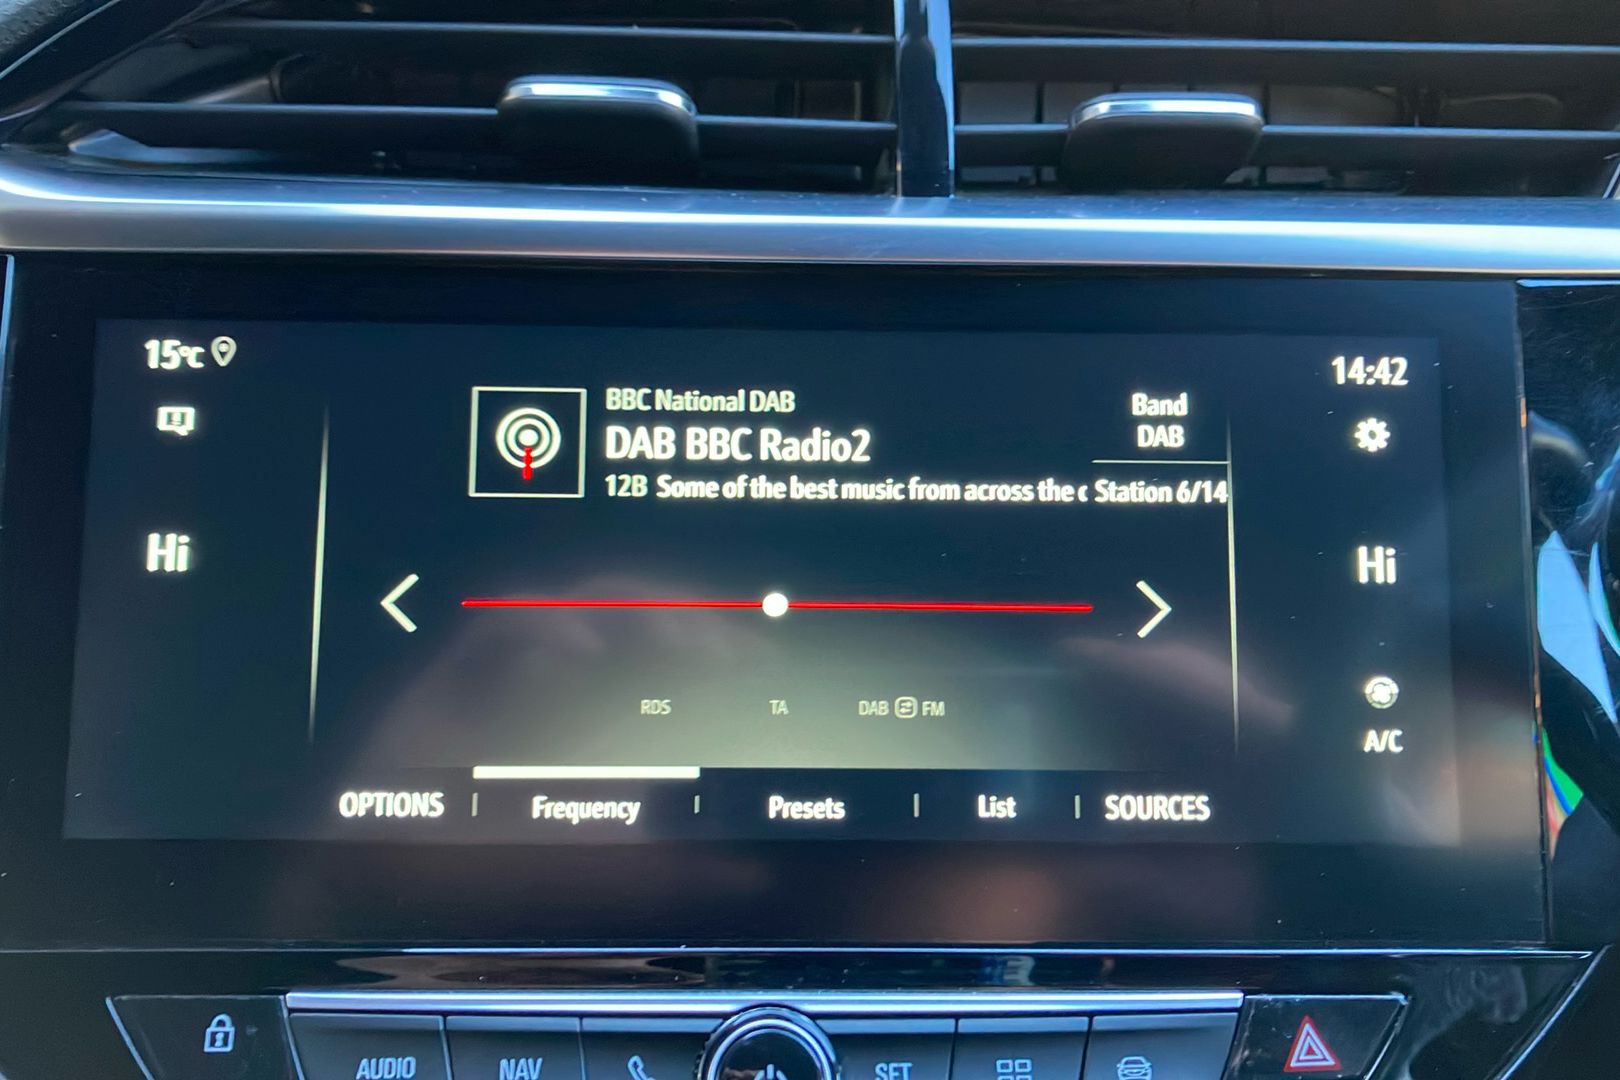 15°C
14:42
BBC National DAB
DAB BBC Radio2
12B Some of the best music from across the c
Band
DAB
Station 6/14
Hi
Hi
RDS TA DAB FM
A/C
OPTIONS Frequency Presets List SOURCES
AUDIO NAV SET